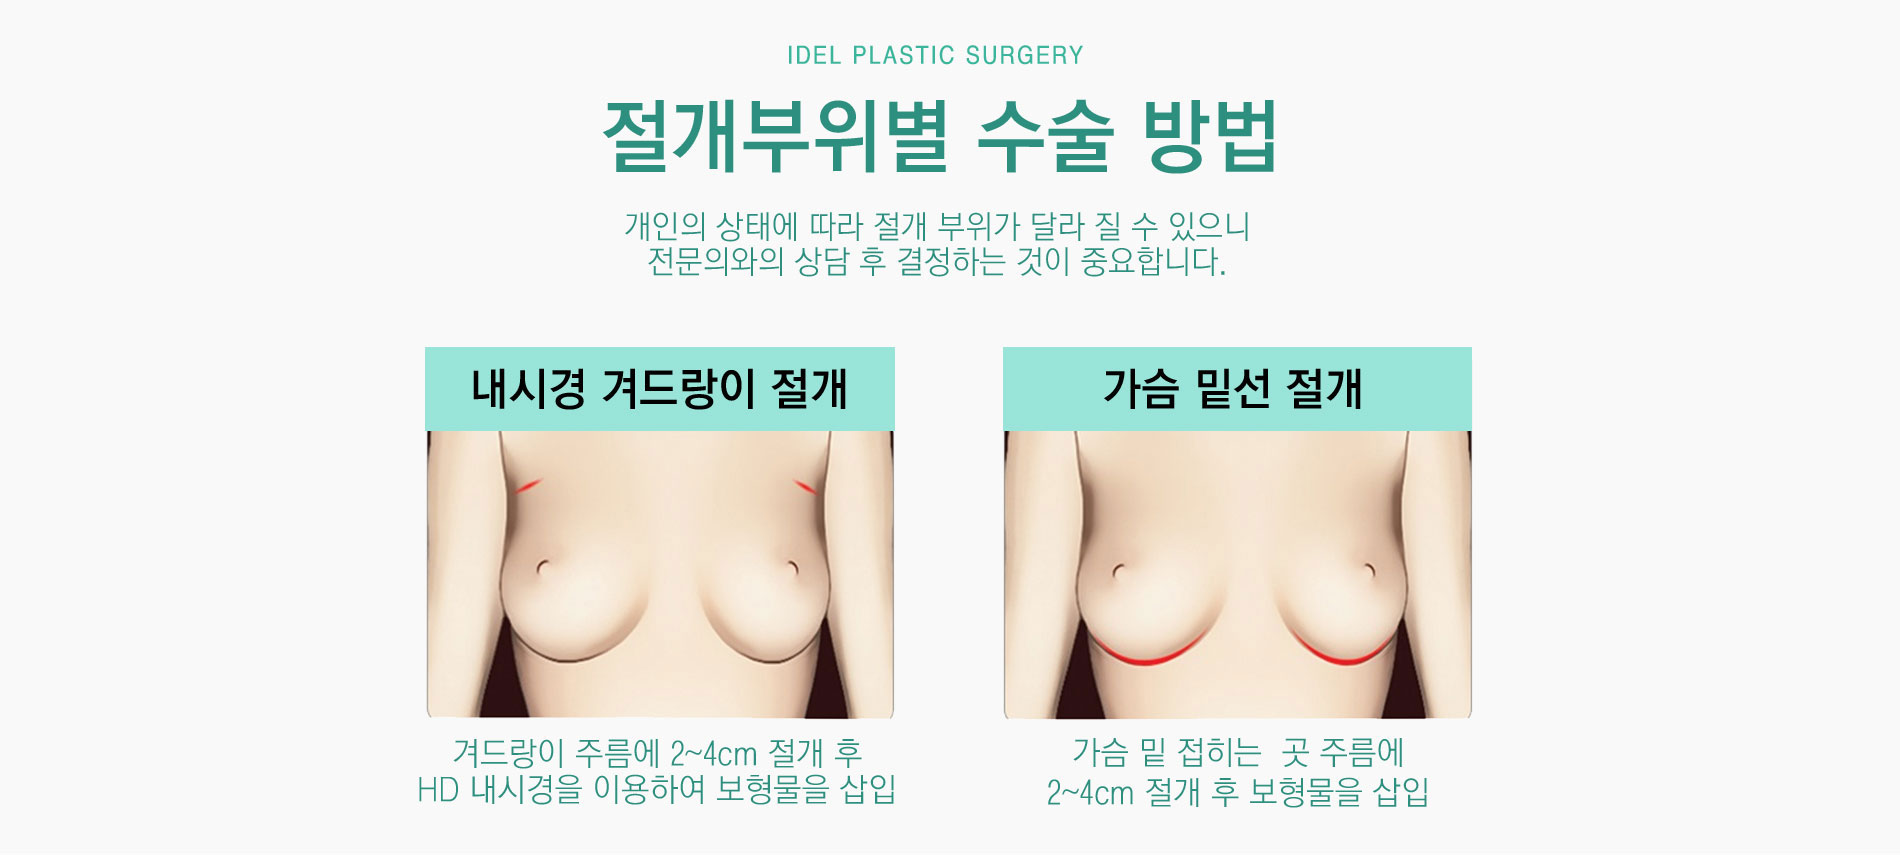 IDEL PLASTIC SURGERY
절개부위별 수술 방법
개인의 상태에 따라 절개 부위가 달라 질 수 있으니
전문의와의 상담 후 결정하는 것이 중요합니다.
내시경 겨드랑이 절개
겨드랑이 주름에 2~4cm 절개 후
HD 내시경을 이용하여 보형물을 삽입
가슴 밑선 절개
가슴 밑 접히는 곳 주름에
2~4cm 절개 후 보형물을 삽입